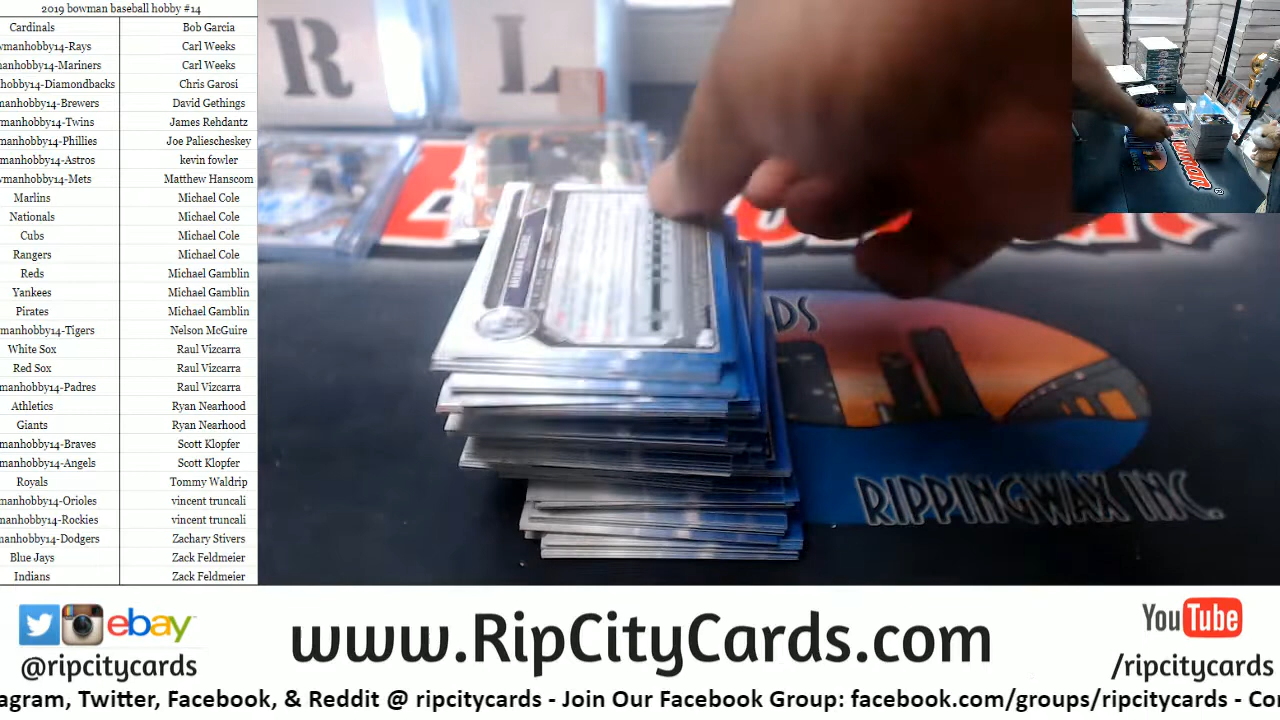 2019 bowman baseball hobby #14
Cardinals Bob Garcia
wmanhobby14-Rays Carl Weeks
manhobby14-Mariners Carl Weeks
hobby14-Diamondbacks Chris Garosi
manhobby14-Brewers David Gethings
wmanhobby14-Twins James Rehdantz
manhobby14-Phillies Joe Paliescheskey
manhobby14-Astros kevin fowler
wmanhobby14-Mets Matthew Hanscom
Marlins Michael Cole
Nationals Michael Cole
Cubs Michael Cole
Rangers Michael Cole
Reds Michael Gamblin
Yankees Michael Gamblin
Pirates Michael Gamblin
manhobby14-Tigers Nelson McGuire
White Sox Raul Vizcarra
Red Sox Raul Vizcarra
manhobby14-Padres Raul Vizcarra
Athletics Ryan Nearhood
Giants Ryan Nearhood
manhobby14-Braves Scott Klopfer
manhobby14-Angels Scott Klopfer
Royals Tommy Waldrip
manhobby14-Orioles vincent truncali
manhobby14-Rockies vincent truncali
manhobby14-Dodgers Zachary Stivers
Blue Jays Zack Feldmeier
Indians Zack Feldmeier
R L
DS
RIPPINGWAX INC.
ebay
@ripcitycards
www.RipCityCards.com
YouTube
/ripcitycards
agram, Twitter, Facebook, & Reddit @ ripcitycards - Join Our Facebook Group: facebook.com/groups/ripcitycards - Co